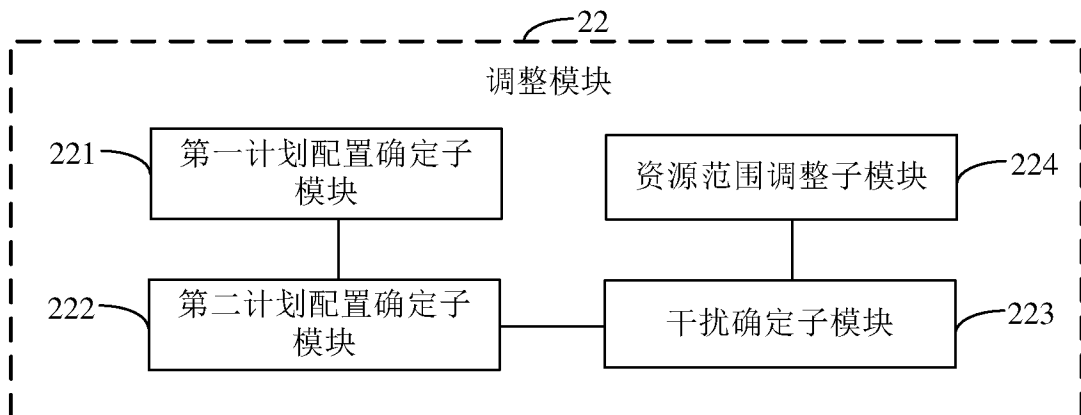 22
调整模块
221
第一计划配置确定子
模块
资源范围调整子模块
224
222
第二计划配置确定子
模块
干扰确定子模块
223